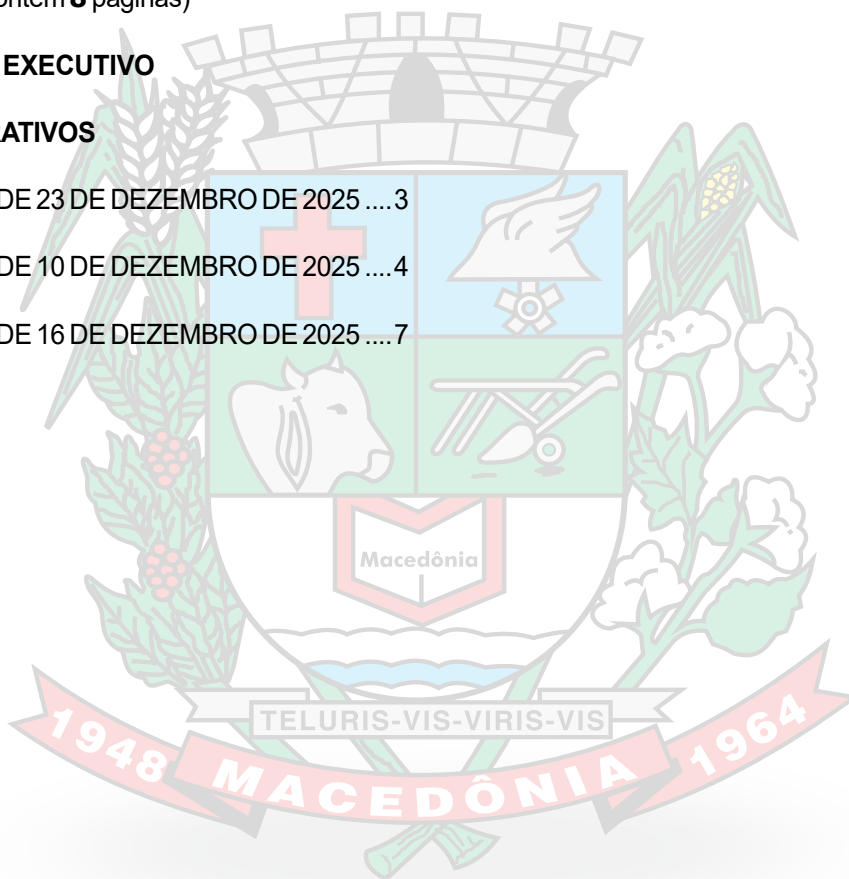 ontém 8 páginas)
EXECUTIVO
ATIVOS
DE 23 DE DEZEMBRO DE 2025 ....3
DE 10 DE DEZEMBRO DE 2025 ....4
DE 16 DE DEZEMBRO DE 2025 ....7
Macedônia
TELURIS-VIS-VIRIS-VIS
1948 MACEDÔNIA 1964